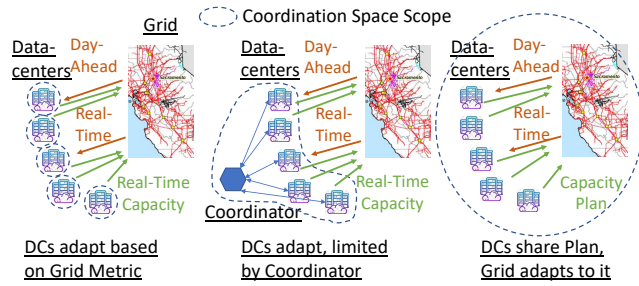 Coordination Space Scope
Grid
Data-
centers
Day-
Ahead
Real-
Time
Real-Time
Capacity
DCs adapt based
on Grid Metric
Data-
centers
Day-
Ahead
Real-
Time
Real-Time
Capacity
Coordinator
DCs adapt, limited
by Coordinator
Data-
centers
Day-
Ahead
Real-
Time
Capacity
Plan
DCs share Plan,
Grid adapts to it
sacramento